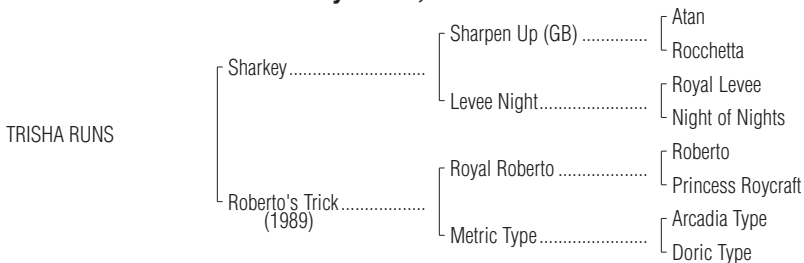 Atan
Sharpen Up (GB) ..............
Rocchetta
Sharkey.............................
Royal Levee
Levee Night.......................
Night of Nights
TRISHA RUNS
Roberto
Royal Roberto ...................
Princess Roycraft
Roberto's Trick..................
(1989)
Arcadia Type
Metric Type.......................
Doric Type